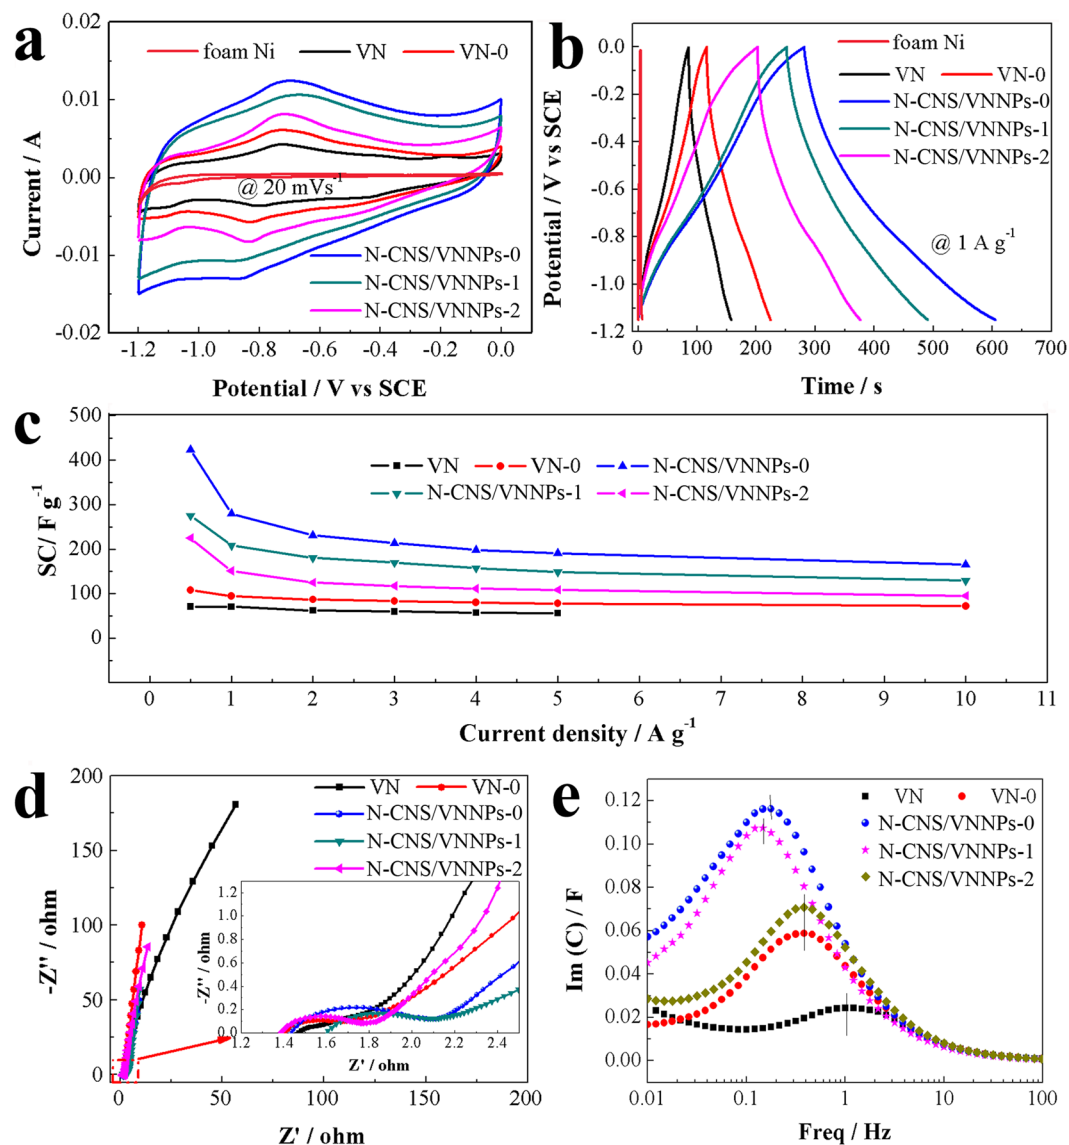 a
foam Ni VN VN-0
0.02
0.01
0.00
-0.01
-0.02
Current / A
@ 20 mVs-1
N-CNS/VNNPs-0
N-CNS/VNNPs-1
N-CNS/VNNPs-2
-1.2 -1.0 -0.8 -0.6 -0.4 -0.2 0.0
Potential / V vs SCE
b
foam Ni
VN VN-0
N-CNS/VNNPs-0
N-CNS/VNNPs-1
N-CNS/VNNPs-2
0.0
-0.2
-0.4
-0.6
-0.8
-1.0
-1.2
Potential / V vs SCE
@ 1 A g-1
0 100 200 300 400 500 600 700
Time / s
c
500
400
300
200
100
0
SC/ F g-1
VN VN-0 N-CNS/VNNPs-0
N-CNS/VNNPs-1 N-CNS/VNNPs-2
0 1 2 3 4 5 6 7 8 9 10 11
Current density / A g-1
d
200
150
100
50
0
-Z'' / ohm
VN VN-0
N-CNS/VNNPs-0
N-CNS/VNNPs-1
N-CNS/VNNPs-2
1.2
1.0
0.8
0.6
0.4
0.2
0.0
-Z'' / ohm
1.2 1.4 1.6 1.8 2.0 2.2 2.4
Z' / ohm
0 50 100 150 200
Z' / ohm
e
VN VN-0
N-CNS/VNNPs-0
N-CNS/VNNPs-1
N-CNS/VNNPs-2
0.12
0.10
0.08
0.06
0.04
0.02
0.00
Im (C) / F
0.01 0.1 1 10 100
Freq / Hz